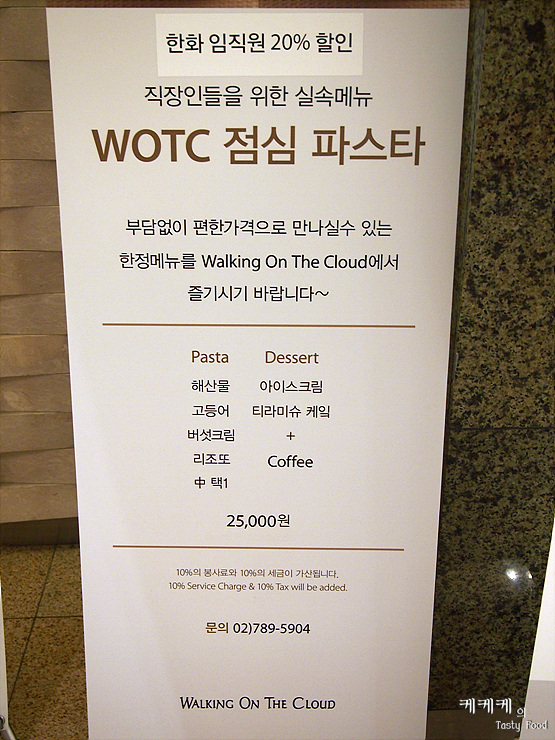 한화 임직원 20% 할인
직장인들을 위한 실속메뉴
WOTC 점심 파스타
부담없이 편한가격으로 만나실수 있는
한정메뉴를 Walking On The Cloud에서
즐기시기 바랍니다~
Pasta Dessert
해산물 아이스크림
고등어 티라미슈 케잌
버섯크림 +
리조또 Coffee
中 택1
25,000원
10%의 봉사료와 10%의 세금이 가산됩니다.
10% Service Charge & 10% Tax will be added.
문의 02)789-5904
WALKING ON THE CLOUD
케케케의
Tasty Food